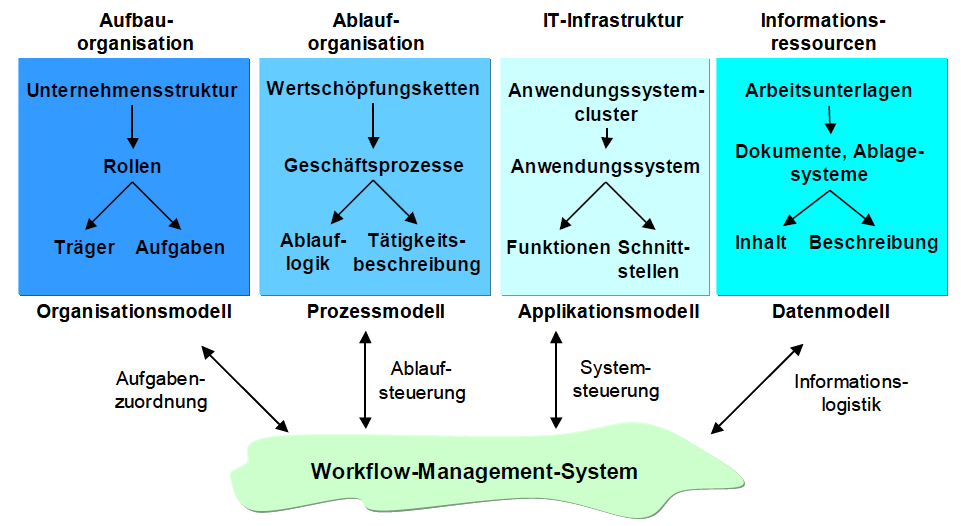 Aufbau-
organisation
Unternehmensstruktur
Rollen
Träger
Aufgaben
Organisationsmodell
Ablauf-
organisation
Wertschöpfungsketten
Geschäftsprozesse
Ablauf-
logik
Tätigkeits-
beschreibung
Prozessmodell
IT-Infrastruktur
Anwendungssystem-
cluster
Anwendungssystem
Funktionen
Schnitt-
stellen
Applikationsmodell
Informations-
ressourcen
Arbeitsunterlagen
Dokumente, Ablage-
systeme
Inhalt
Beschreibung
Datenmodell
Aufgaben-
zuordnung
Ablauf-
steuerung
System-
steuerung
Informations-
logistik
Workflow-Management-System